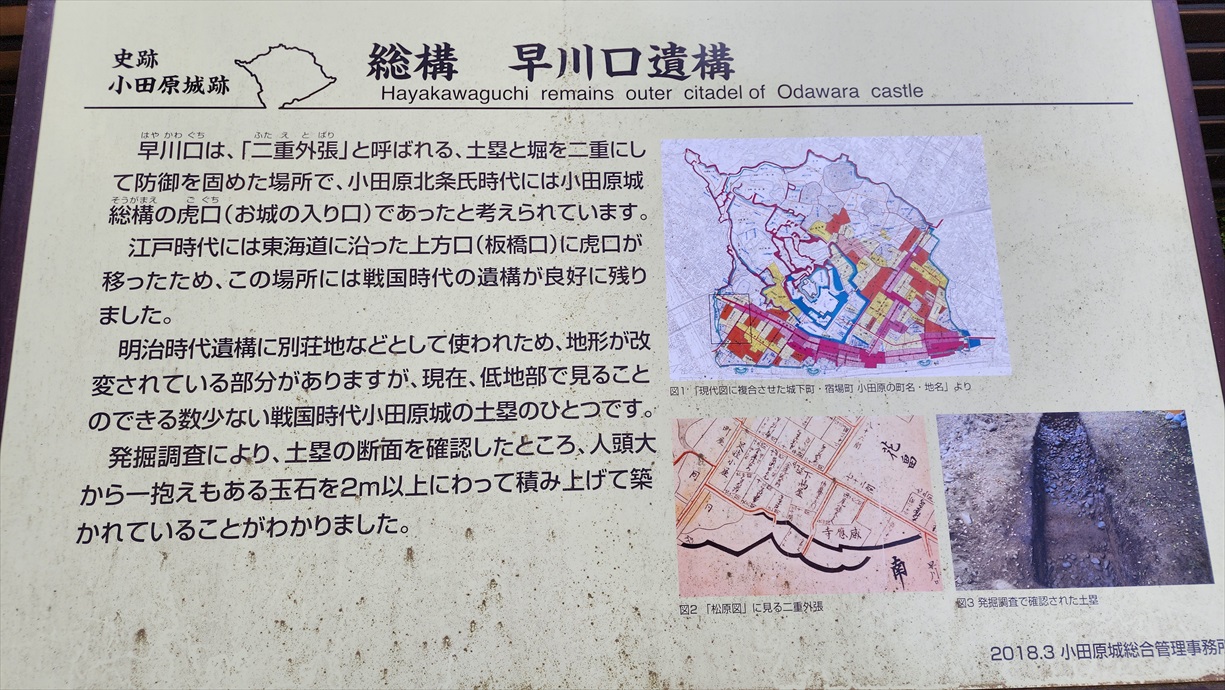 史跡
小田原城跡
総構　早川口遺構
Hayakawaguchi remains outer citadel of Odawara castle
はやかわぐち　ふたえとばり
早川口は、「二重外張」と呼ばれる、土塁と堀を二重にし
て防御を固めた場所で、小田原北条氏時代には小田原城
そうがまえ　こぐち
総構の虎口（お城の入り口）であったと考えられています。
江戸時代には東海道に沿った上方口（板橋口）に虎口が
移ったため、この場所には戦国時代の遺構が良好に残り
ました。
明治時代遺構に別荘地などとして使われため、地形が改
変されている部分がありますが、現在、低地部で見ること
のできる数少ない戦国時代小田原城の土塁のひとつです。
発掘調査により、土塁の断面を確認したところ、人頭大
から一抱えもある玉石を2m以上にわって積み上げて築
かれていることがわかりました。
図1 「現代図に複合させた城下町・宿場町 小田原の町名・地名」より
花畠
南
図2 「松原図」に見る二重外張
図3 発掘調査で確認された土塁
2018.3 小田原城総合管理事務所